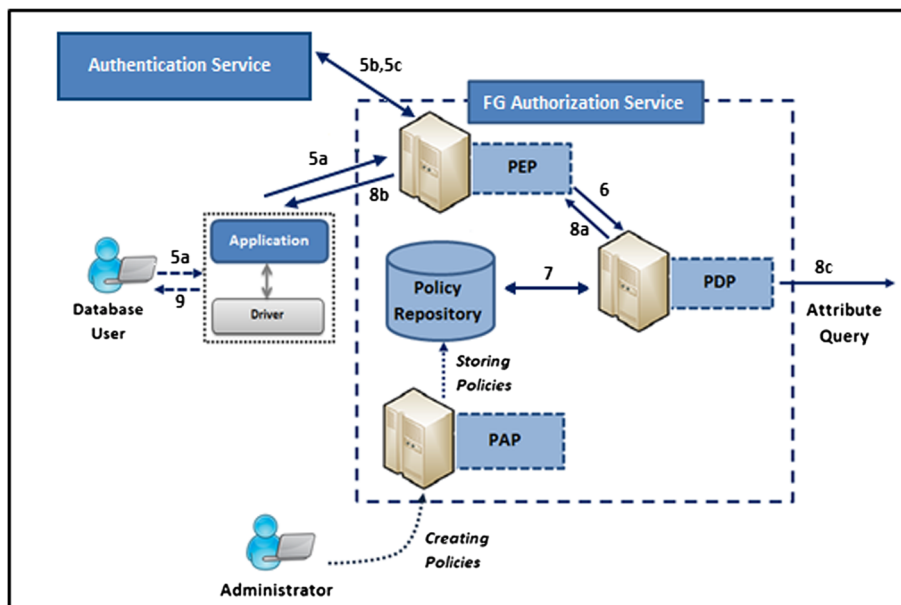 Authentication Service
5b,5c
FG Authorization Service
5a
8b
PEP
6
8a
Application
Driver
5a
9
Database
User
Policy
Repository
7
PDP
8c
Attribute
Query
Storing
Policies
PAP
Creating
Policies
Administrator